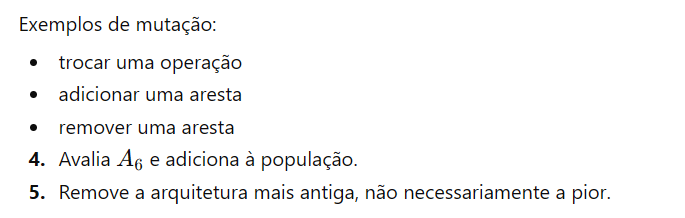 Exemplos de mutação:
• trocar uma operação
• adicionar uma aresta
• remover uma aresta
4. Avalia A₆ e adiciona à população.
5. Remove a arquitetura mais antiga, não necessariamente a pior.